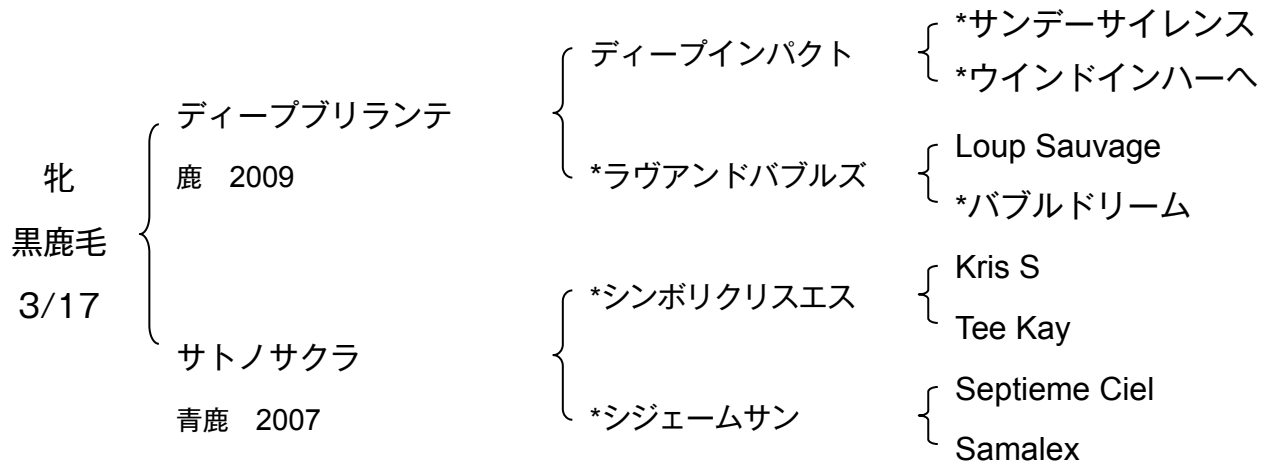 牝
黒鹿毛
3/17
ディープブリランテ
鹿 2009
サトノサクラ
青鹿 2007
ディープインパクト
*ラヴアンドバブルズ
*シンボリクリスエス
*シジェームサン
*サンデーサイレンス
*ウインドインハーヘ
Loup Sauvage
*バブルドリーム
Kris S
Tee Kay
Septieme Ciel
Samalex